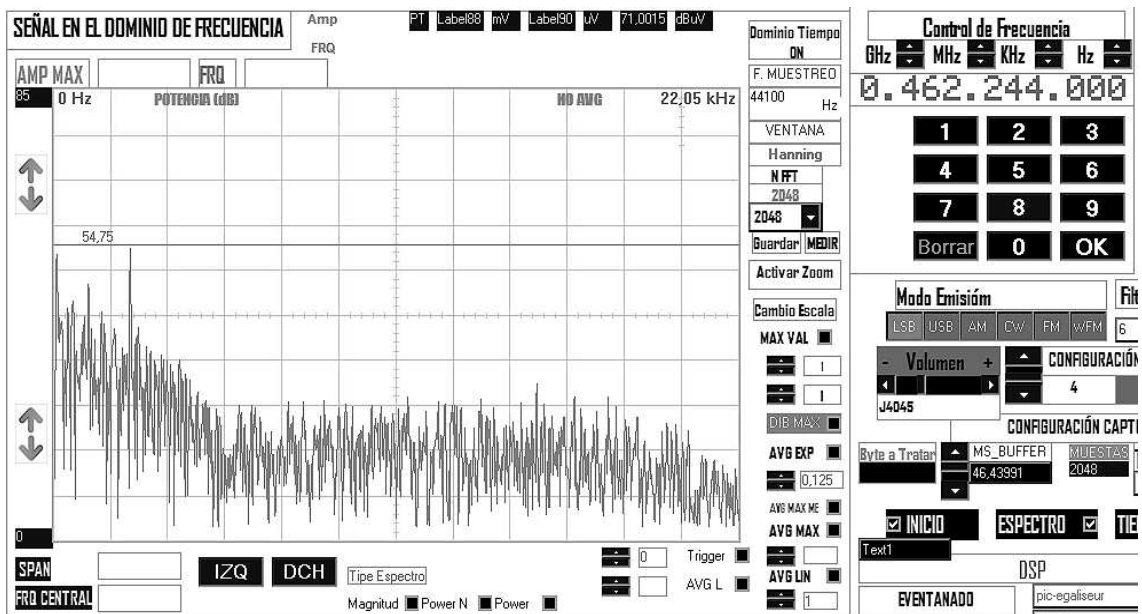 SEÑAL EN EL DOMINIO DE FRECUENCIA
Amp
FRQ
PT Label88 mV Label90 uV 71,0015 dBuV
AMP MAX
FRQ
85
0 Hz
POTENCIA (dB)
NO AVG
22,05 kHz
54,75
0
SPAN
FRQ CENTRAL
IZQ
DCH
Tipe Espectro
Magnitud
Power N
Power
0
Trigger
AVG L
Dominio Tiempo
ON
F. MUESTREO
44100 Hz
VENTANA
Hanning
N FFT
2048
2048
Guardar MEDIR
Activar Zoom
Cambio Escala
MAX VAL
1
1
DIB MAX
AVG EXP
0,125
AVG MAX ME
AVG MAX
AVG LIN
1
Control de Frecuencia
GHz MHz KHz Hz
0.462.244.000
1 2 3
4 5 6
7 8 9
Borrar 0 OK
Modo Emisióm
LSB USB AM CW FM WFM
6
- Volumen +
J4045
CONFIGURACIÓN
4
CONFIGURACIÓN CAPT
Byte a Tratar
MS_BUFFER
46,43991
MUESTAS
2048
INICIO
ESPECTRO
TIE
Text1
DSP
EVENTANADO
pic-egaliseur